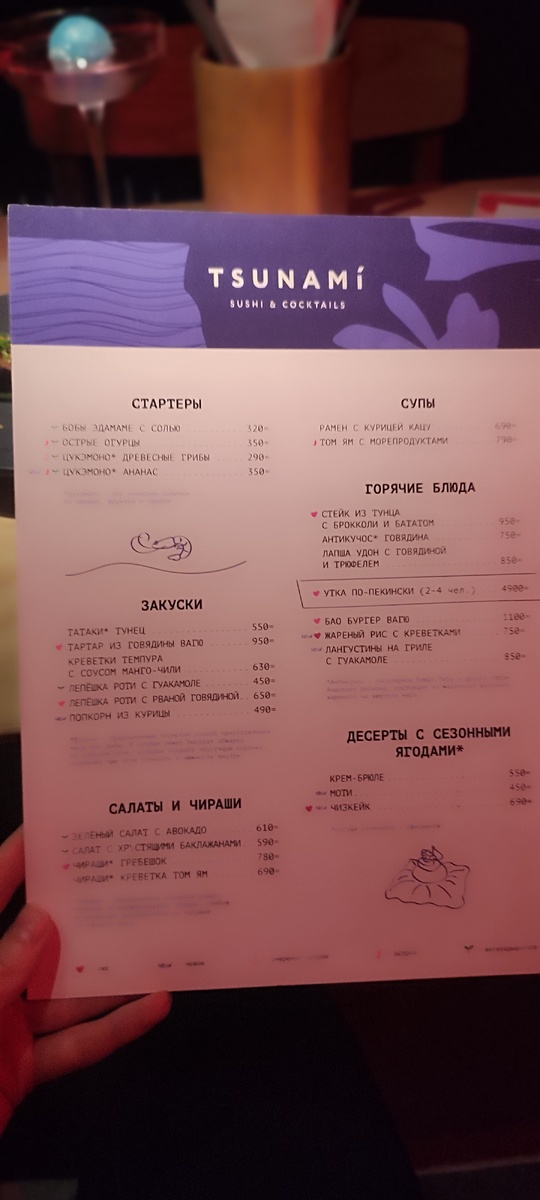 TSUNAMÍ
SUSHI & COCKTAILS
СТАРТЕРЫ
БОБЫ ЭДАМАМЕ С СОЛЬЮ 320=
ОСТРЫЕ ОГУРЦЫ 350=
ЦУКЭМОНО* ДРЕВЕСНЫЕ ГРИБЫ 290=
ЦУКЭМОНО* АНАНАС 350=
ЗАКУСКИ
ТАТАКИ* ТУНЕЦ 550=
ТАРТАР ИЗ ГОВЯДИНЫ ВАГЮ 950=
КРЕВЕТКИ ТЕМПУРА
С СОУСОМ МАНГО-ЧИЛИ 630=
ЛЕПЁШКА РОТИ С ГУАКАМОЛЕ 450=
ЛЕПЁШКА РОТИ С РВАНОЙ ГОВЯДИНОЙ 650=
ПОПКОРН ИЗ КУРИЦЫ 490=
САЛАТЫ И ЧИРАШИ
ЗЕЛЁНЫЙ САЛАТ С АВОКАДО 610=
САЛАТ С ХРУСТЯЩИМИ БАКЛАЖАНАМИ 590=
ЧИРАШИ* ГРЕБЕШОК 780=
ЧИРАШИ* КРЕВЕТКА ТОМ ЯМ 690=
СУПЫ
РАМЕН С КУРИЦЕЙ КАЦУ 690=
ТОМ ЯМ С МОРЕПРОДУКТАМИ 790=
ГОРЯЧИЕ БЛЮДА
СТЕЙК ИЗ ТУНЦА
С БРОККОЛИ И БАТАТОМ 950=
АНТИКУЧОС* ГОВЯДИНА 750=
ЛАПША УДОН С ГОВЯДИНОЙ
И ТРЮФЕЛЕМ 850=
УТКА ПО-ПЕКИНСКИ (2-4 чел.) 4900=
БАО БУРГЕР ВАГЮ 1100=
ЖАРЕНЫЙ РИС С КРЕВЕТКАМИ 750=
ЛАНГУСТИНЫ НА ГРИЛЕ
С ГУАКАМОЛЕ 850=
ДЕСЕРТЫ С СЕЗОННЫМИ
ЯГОДАМИ*
КРЕМ-БРЮЛЕ 550=
МОТИ 450=
ЧИЗКЕЙК 690=